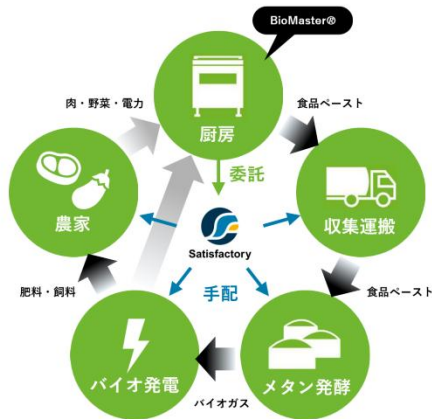 BioMaster®
肉・野菜・電力
食品ペースト
厨房
委託
農家
収集運搬
Satisfactory
肥料・飼料
手配
食品ペースト
バイオ発電
メタン発酵
バイオガス